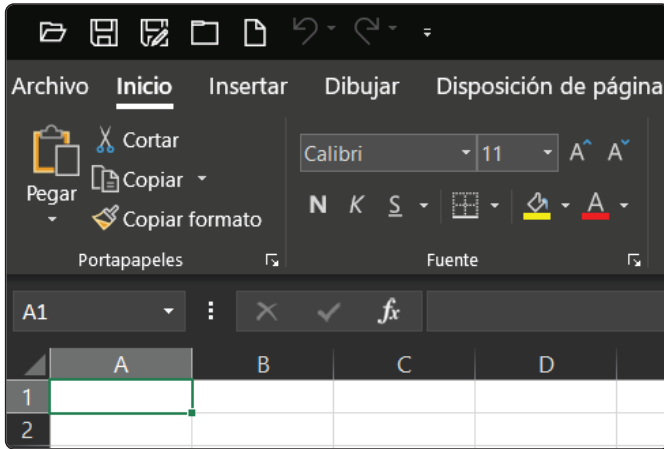 Archivo Inicio Insertar Dibujar Disposición de página
Cortar
Copiar
Copiar formato
Pegar
Portapapeles
Calibri 11 A A
N K S A
Fuente
A1 fx
A B C D
1
2